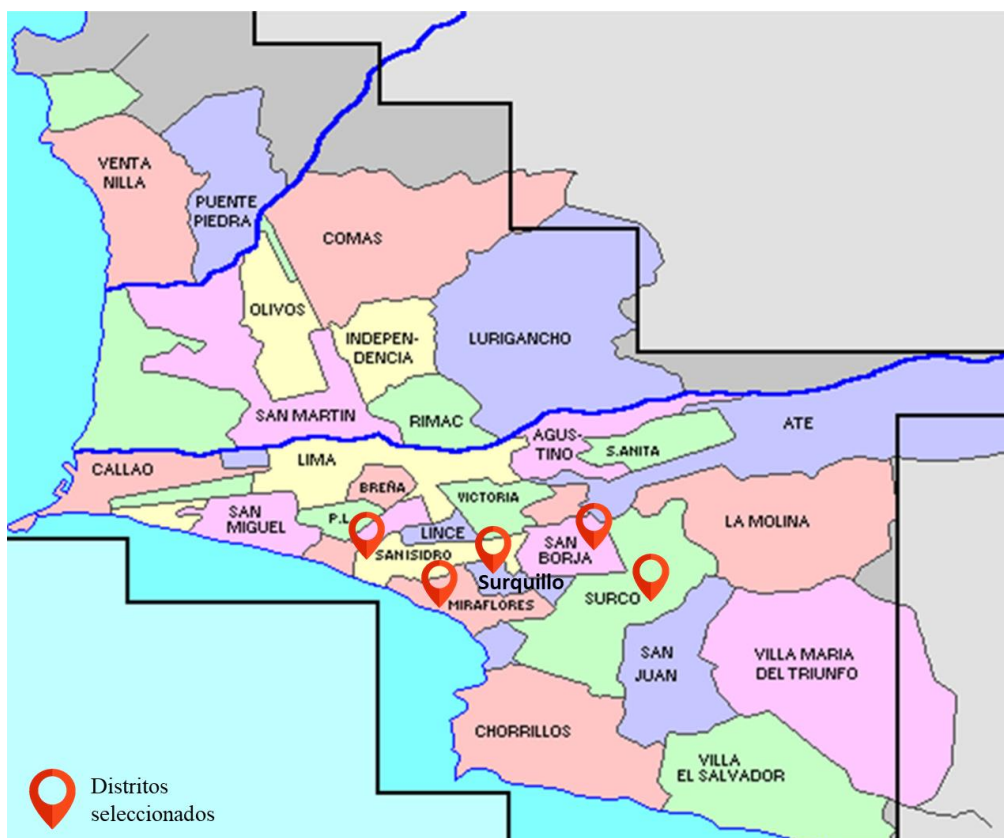 VENTA
NILLA
PUENTE
PIEDRA
COMAS
OLIVOS
INDEPEN-
DENCIA
LURIGANCHO
SAN MARTIN
RIMAC
AGUS-
TINO
S.ANITA
ATE
CALLAO
LIMA
BREÑA
VICTORIA
SAN
MIGUEL
P.L.
LINCE
SAN ISIDRO
SAN
BORJA
LA MOLINA
Surquillo
MIRAFLORES
SURCO
SAN
JUAN
VILLA MARIA
DEL TRIUNFO
CHORRILLOS
VILLA
EL SALVADOR
Distritos
seleccionados